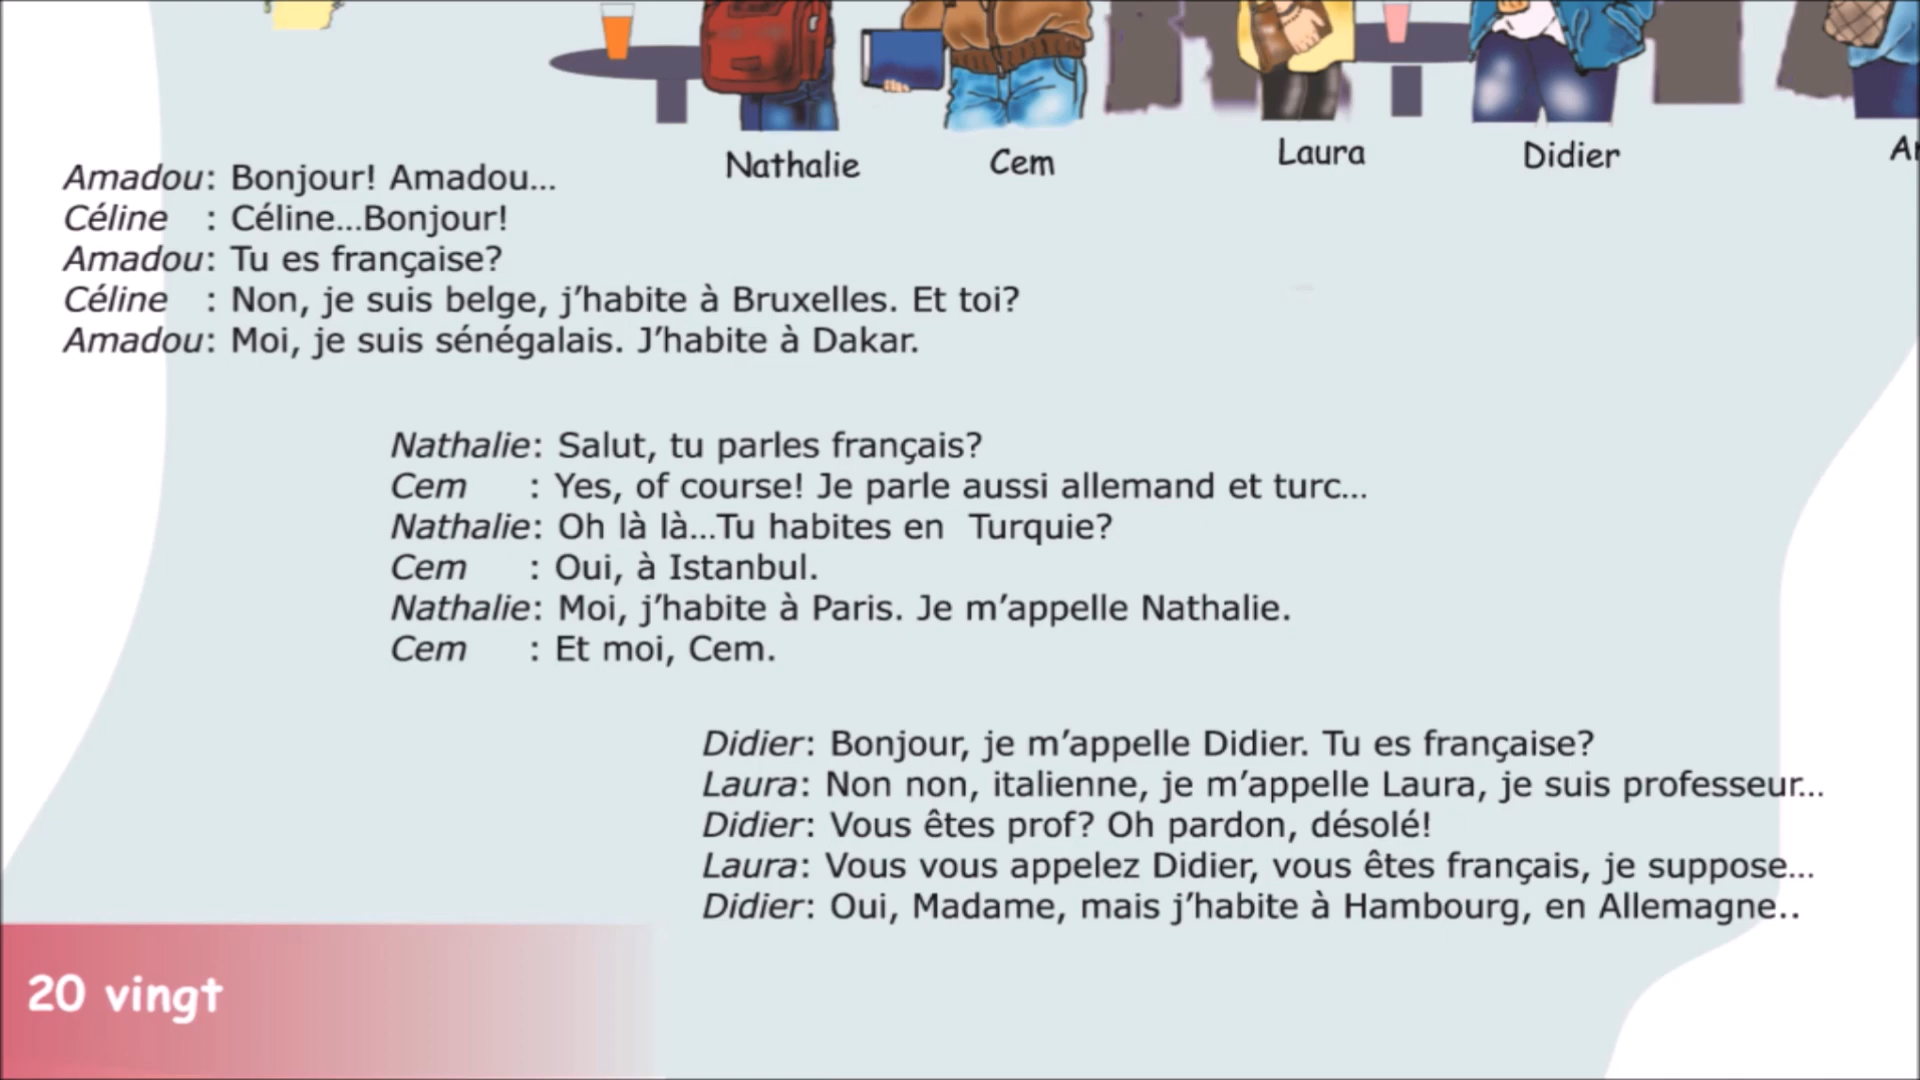 Nathalie
Cem
Laura
Didier
Amadou: Bonjour! Amadou...
Céline : Céline...Bonjour!
Amadou: Tu es française?
Céline : Non, je suis belge, j’habite à Bruxelles. Et toi?
Amadou: Moi, je suis sénégalais. J’habite à Dakar.
Nathalie: Salut, tu parles français?
Cem : Yes, of course! Je parle aussi allemand et turc...
Nathalie: Oh là là...Tu habites en Turquie?
Cem : Oui, à Istanbul.
Nathalie: Moi, j’habite à Paris. Je m’appelle Nathalie.
Cem : Et moi, Cem.
Didier: Bonjour, je m’appelle Didier. Tu es française?
Laura: Non non, italienne, je m’appelle Laura, je suis professeur...
Didier: Vous êtes prof? Oh pardon, désolé!
Laura: Vous vous appelez Didier, vous êtes français, je suppose...
Didier: Oui, Madame, mais j’habite à Hambourg, en Allemagne..
20 vingt